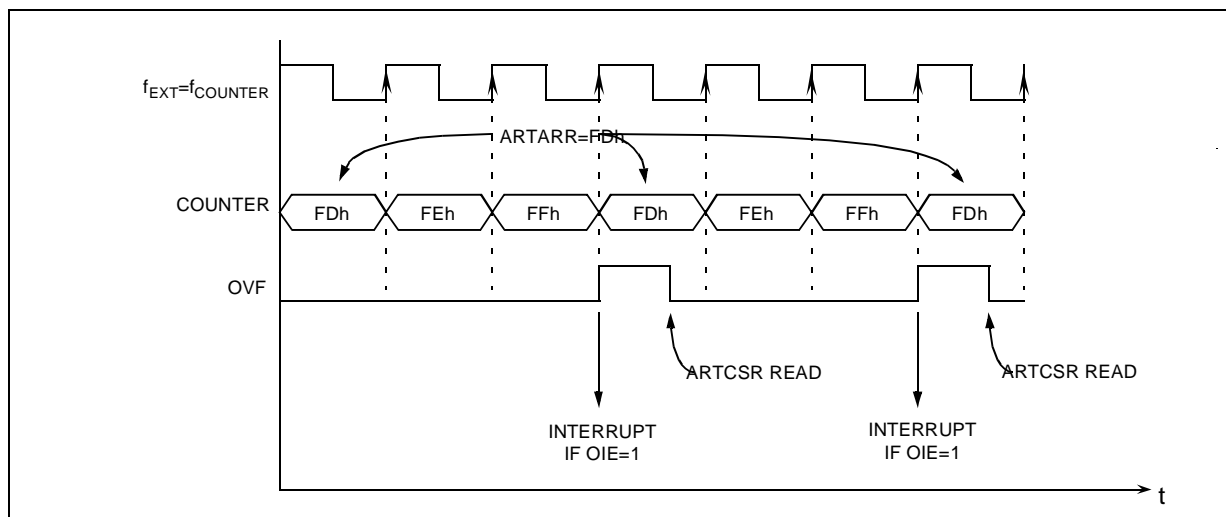 fEXT=fCOUNTER
ARTARR=FDh
COUNTER
FDh FEh FFh FDh FEh FFh FDh
OVF
ARTCSR READ ARTCSR READ
INTERRUPT INTERRUPT
IF OIE=1 IF OIE=1
t